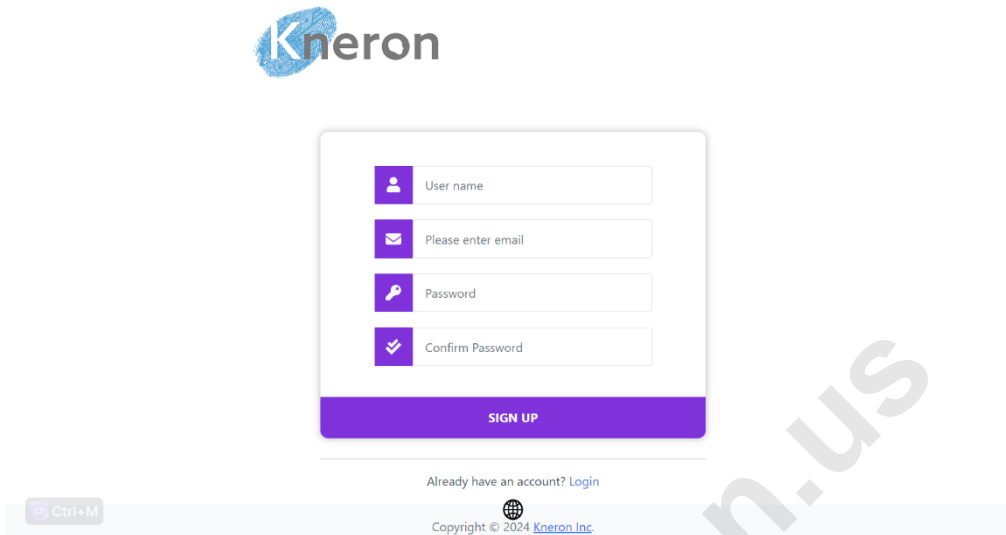 Kneron
User name
Please enter email
Password
Confirm Password
SIGN UP
Already have an account? Login
Ctrl+M
Copyright © 2024 Kneron Inc.
n.us